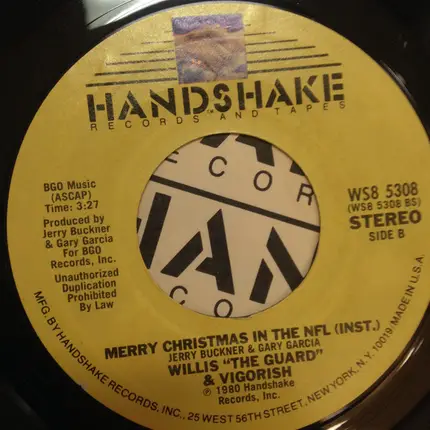 HANDSHAKE
RECORDS AND TAPES
BGO Music
(ASCAP)
Time: 3:27
Produced by
Jerry Buckner
& Gary Garcia
For BGO
Records, Inc.
Unauthorized
Duplication
Prohibited
By Law
WS8 5308
(WS8 5308 BS)
STEREO
SIDE B
MERRY CHRISTMAS IN THE NFL (INST.)
JERRY BUCKNER & GARY GARCIA
WILLIS "THE GUARD"
& VIGORISH
℗ 1980 Handshake
Records, Inc.
MFG. BY HANDSHAKE RECORDS, INC., 25 WEST 56TH STREET, NEW YORK, N.Y. 10019/MADE IN U.S.A.